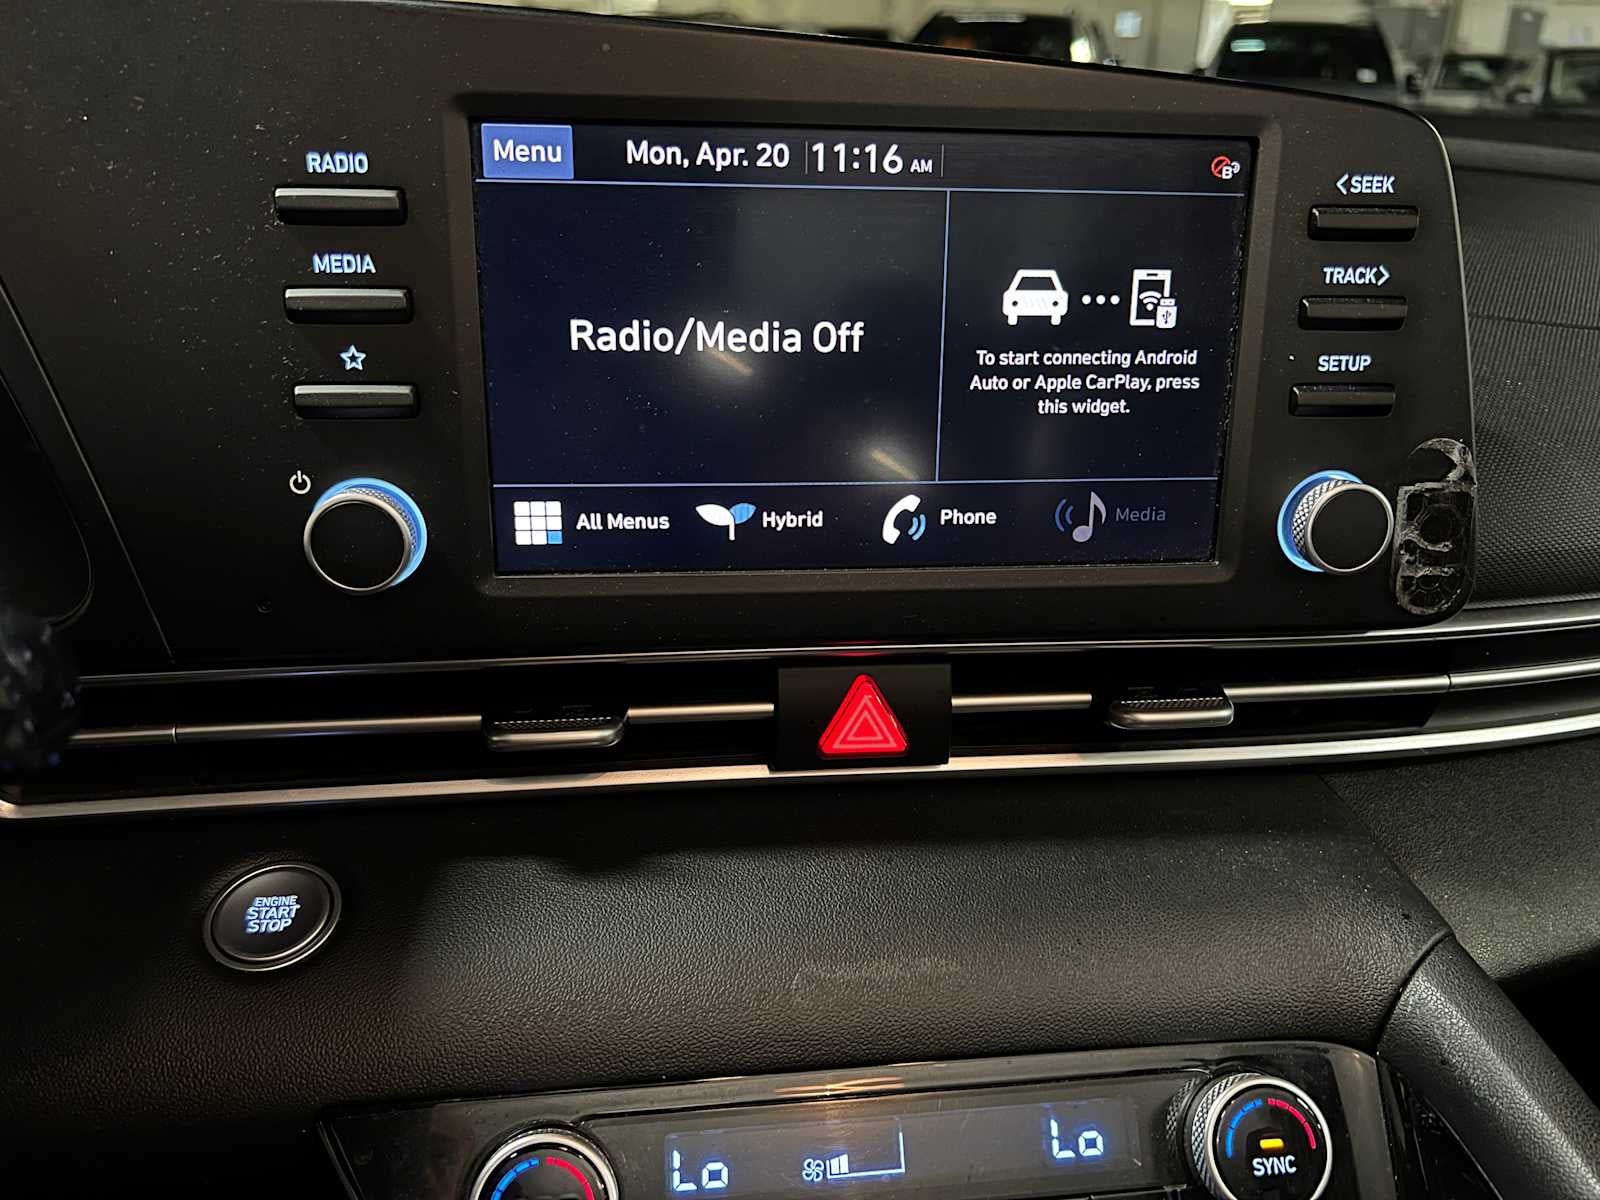 Menu Mon, Apr. 20 11:16 AM
RADIO
<SEEK
MEDIA
TRACK>
SETUP
Radio/Media Off
To start connecting Android
Auto or Apple CarPlay, press
this widget.
All Menus Hybrid Phone Media
ENGINE
START
STOP
Lo Lo
SYNC